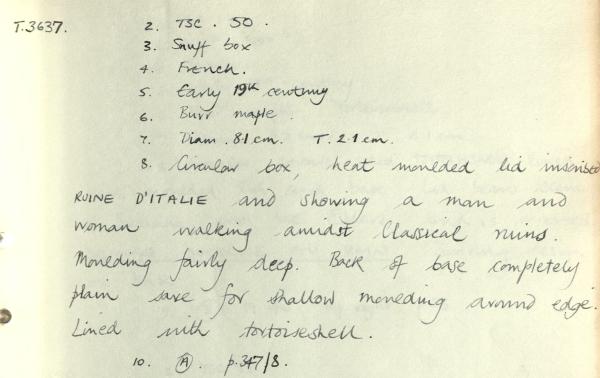 T.3637. 2. TSC. 50.
3. Snuff box
4. French.
5. Early 19th century
6. Burr maple.
7. Diam. 8.1 cm. T. 2.1 cm.
8. Circular box, heat moulded lid inscribed
RUINE D'ITALIE and showing a man and
woman walking amidst Classical ruins.
Moulding fairly deep. Back of base completely
plain save for shallow moulding around edge.
Lined with tortoiseshell.
10. A. p.347/8.